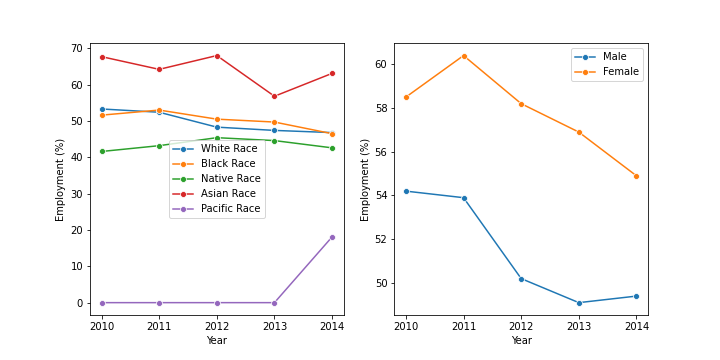 70
60
50
40
30
20
10
0
Employment (%)
White Race
Black Race
Native Race
Asian Race
Pacific Race
2010 2011 2012 2013 2014
Year
60
58
56
54
52
50
Employment (%)
Male
Female
2010 2011 2012 2013 2014
Year